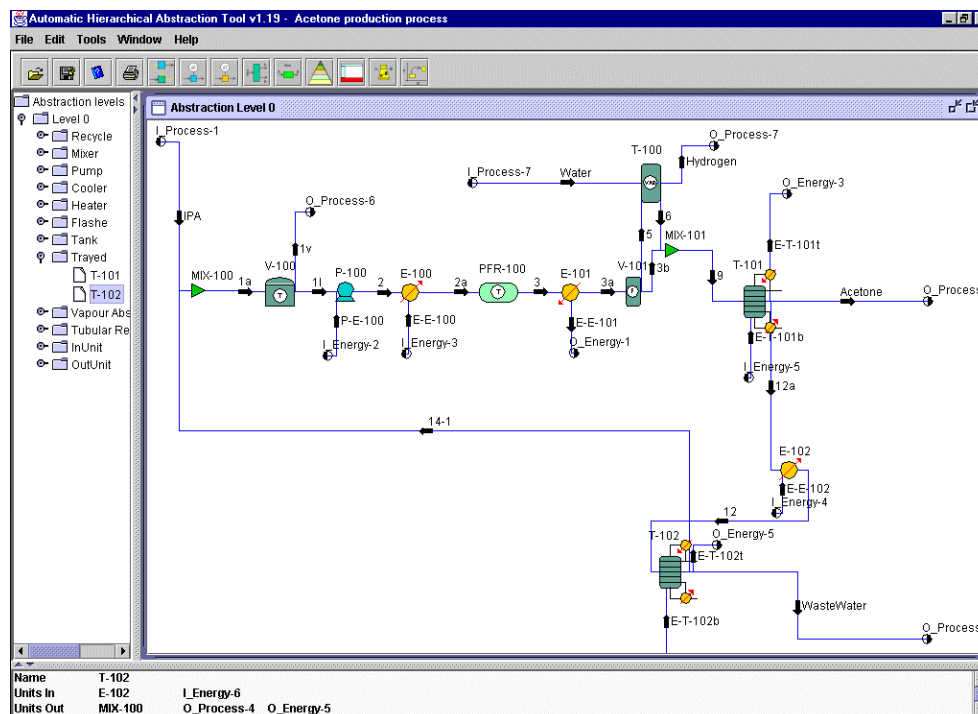 Automatic Hierarchical Abstraction Tool v1.19 - Acetone production process
File Edit Tools Window Help
Abstraction levels
Level 0
Recycle
Mixer
Pump
Cooler
Heater
Flashe
Tank
Trayed
T-101
T-102
Vapour Abs
Tubular Re
InUnit
OutUnit
Abstraction Level 0
I_Process-1
O_Process-7
T-100
Hydrogen
I_Process-7
Water
O_Energy-3
O_Process-6
IPA
6
5
MIX-101
E-T-101t
1v
MIX-100
1a
V-100
1l
P-100
2
E-100
2a
PFR-100
3
E-101
3a
V-101
3b
9
T-101
Acetone
O_Process
P-E-100
E-E-100
E-E-101
E-T-101b
I_Energy-2
I_Energy-3
O_Energy-1
I_Energy-5
12a
14-1
E-102
E-E-102
I_Energy-4
12
T-102
O_Energy-5
E-T-102t
WasteWater
E-T-102b
O_Process
Name T-102
Units In E-102 I_Energy-6
Units Out MIX-100 O_Process-4 O_Energy-5